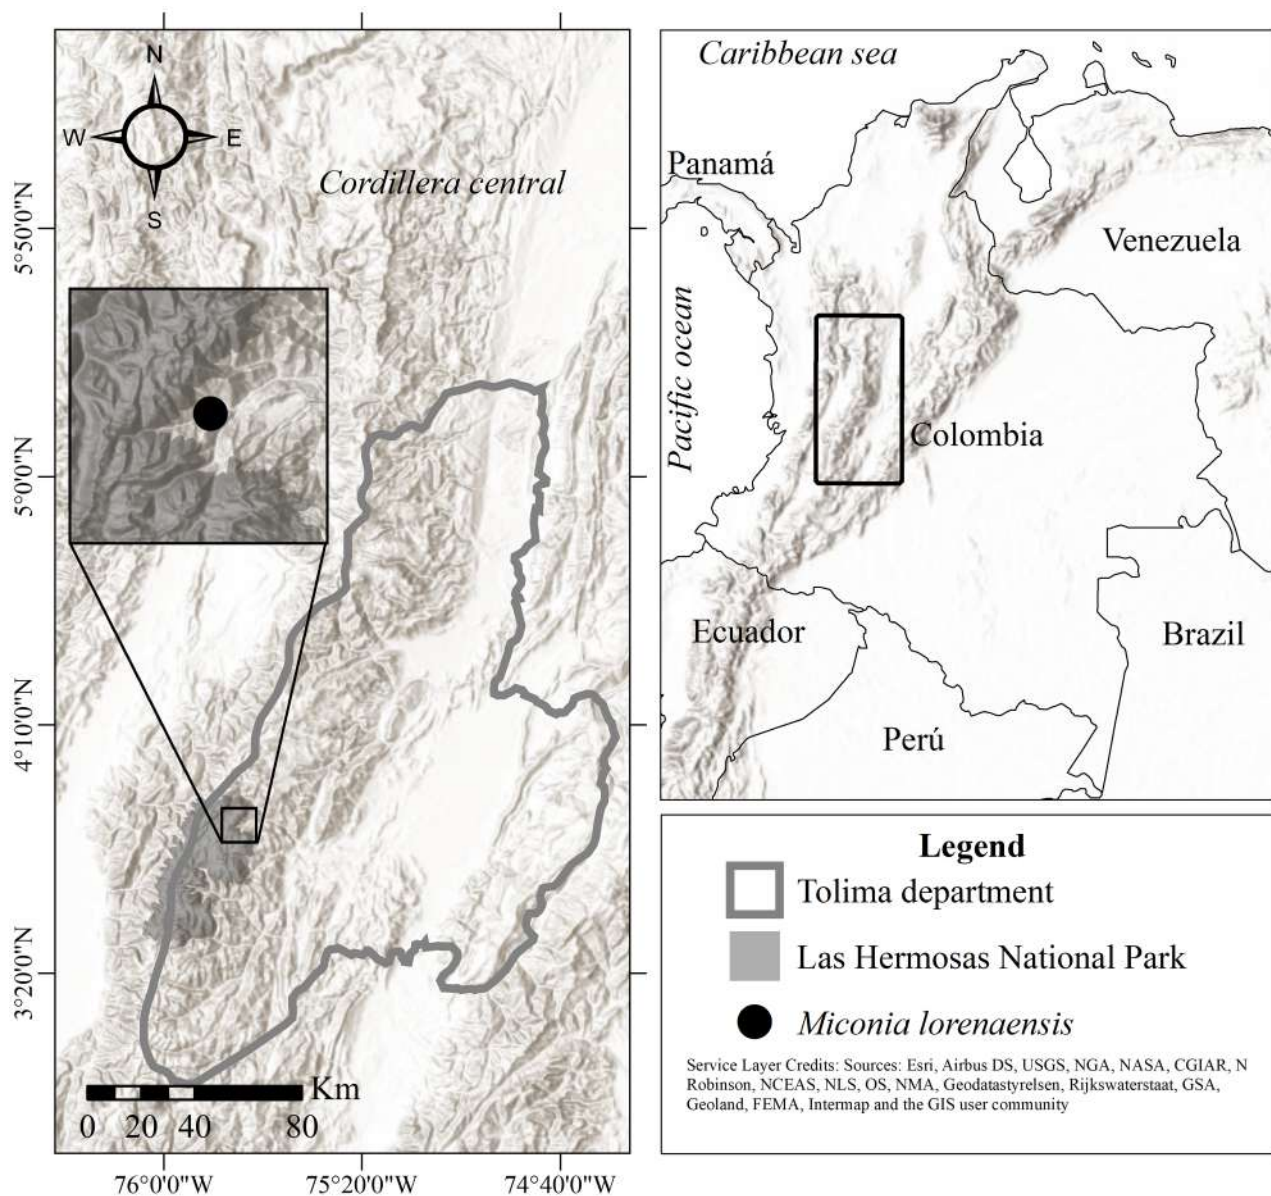 N
W E
S
Cordillera central
5°50'0"N
5°0'0"N
4°10'0"N
3°20'0"N
Km
0 20 40 80
76°0'0"W 75°20'0"W 74°40'0"W
Caribbean sea
Panamá
Venezuela
Pacific ocean
Colombia
Ecuador
Brazil
Perú
Legend
Tolima department
Las Hermosas National Park
Miconia lorenaensis
Service Layer Credits: Sources: Esri, Airbus DS, USGS, NGA, NASA, CGIAR, N
Robinson, NCEAS, NLS, OS, NMA, Geodatastyrelsen, Rijkswaterstaat, GSA,
Geoland, FEMA, Intermap and the GIS user community